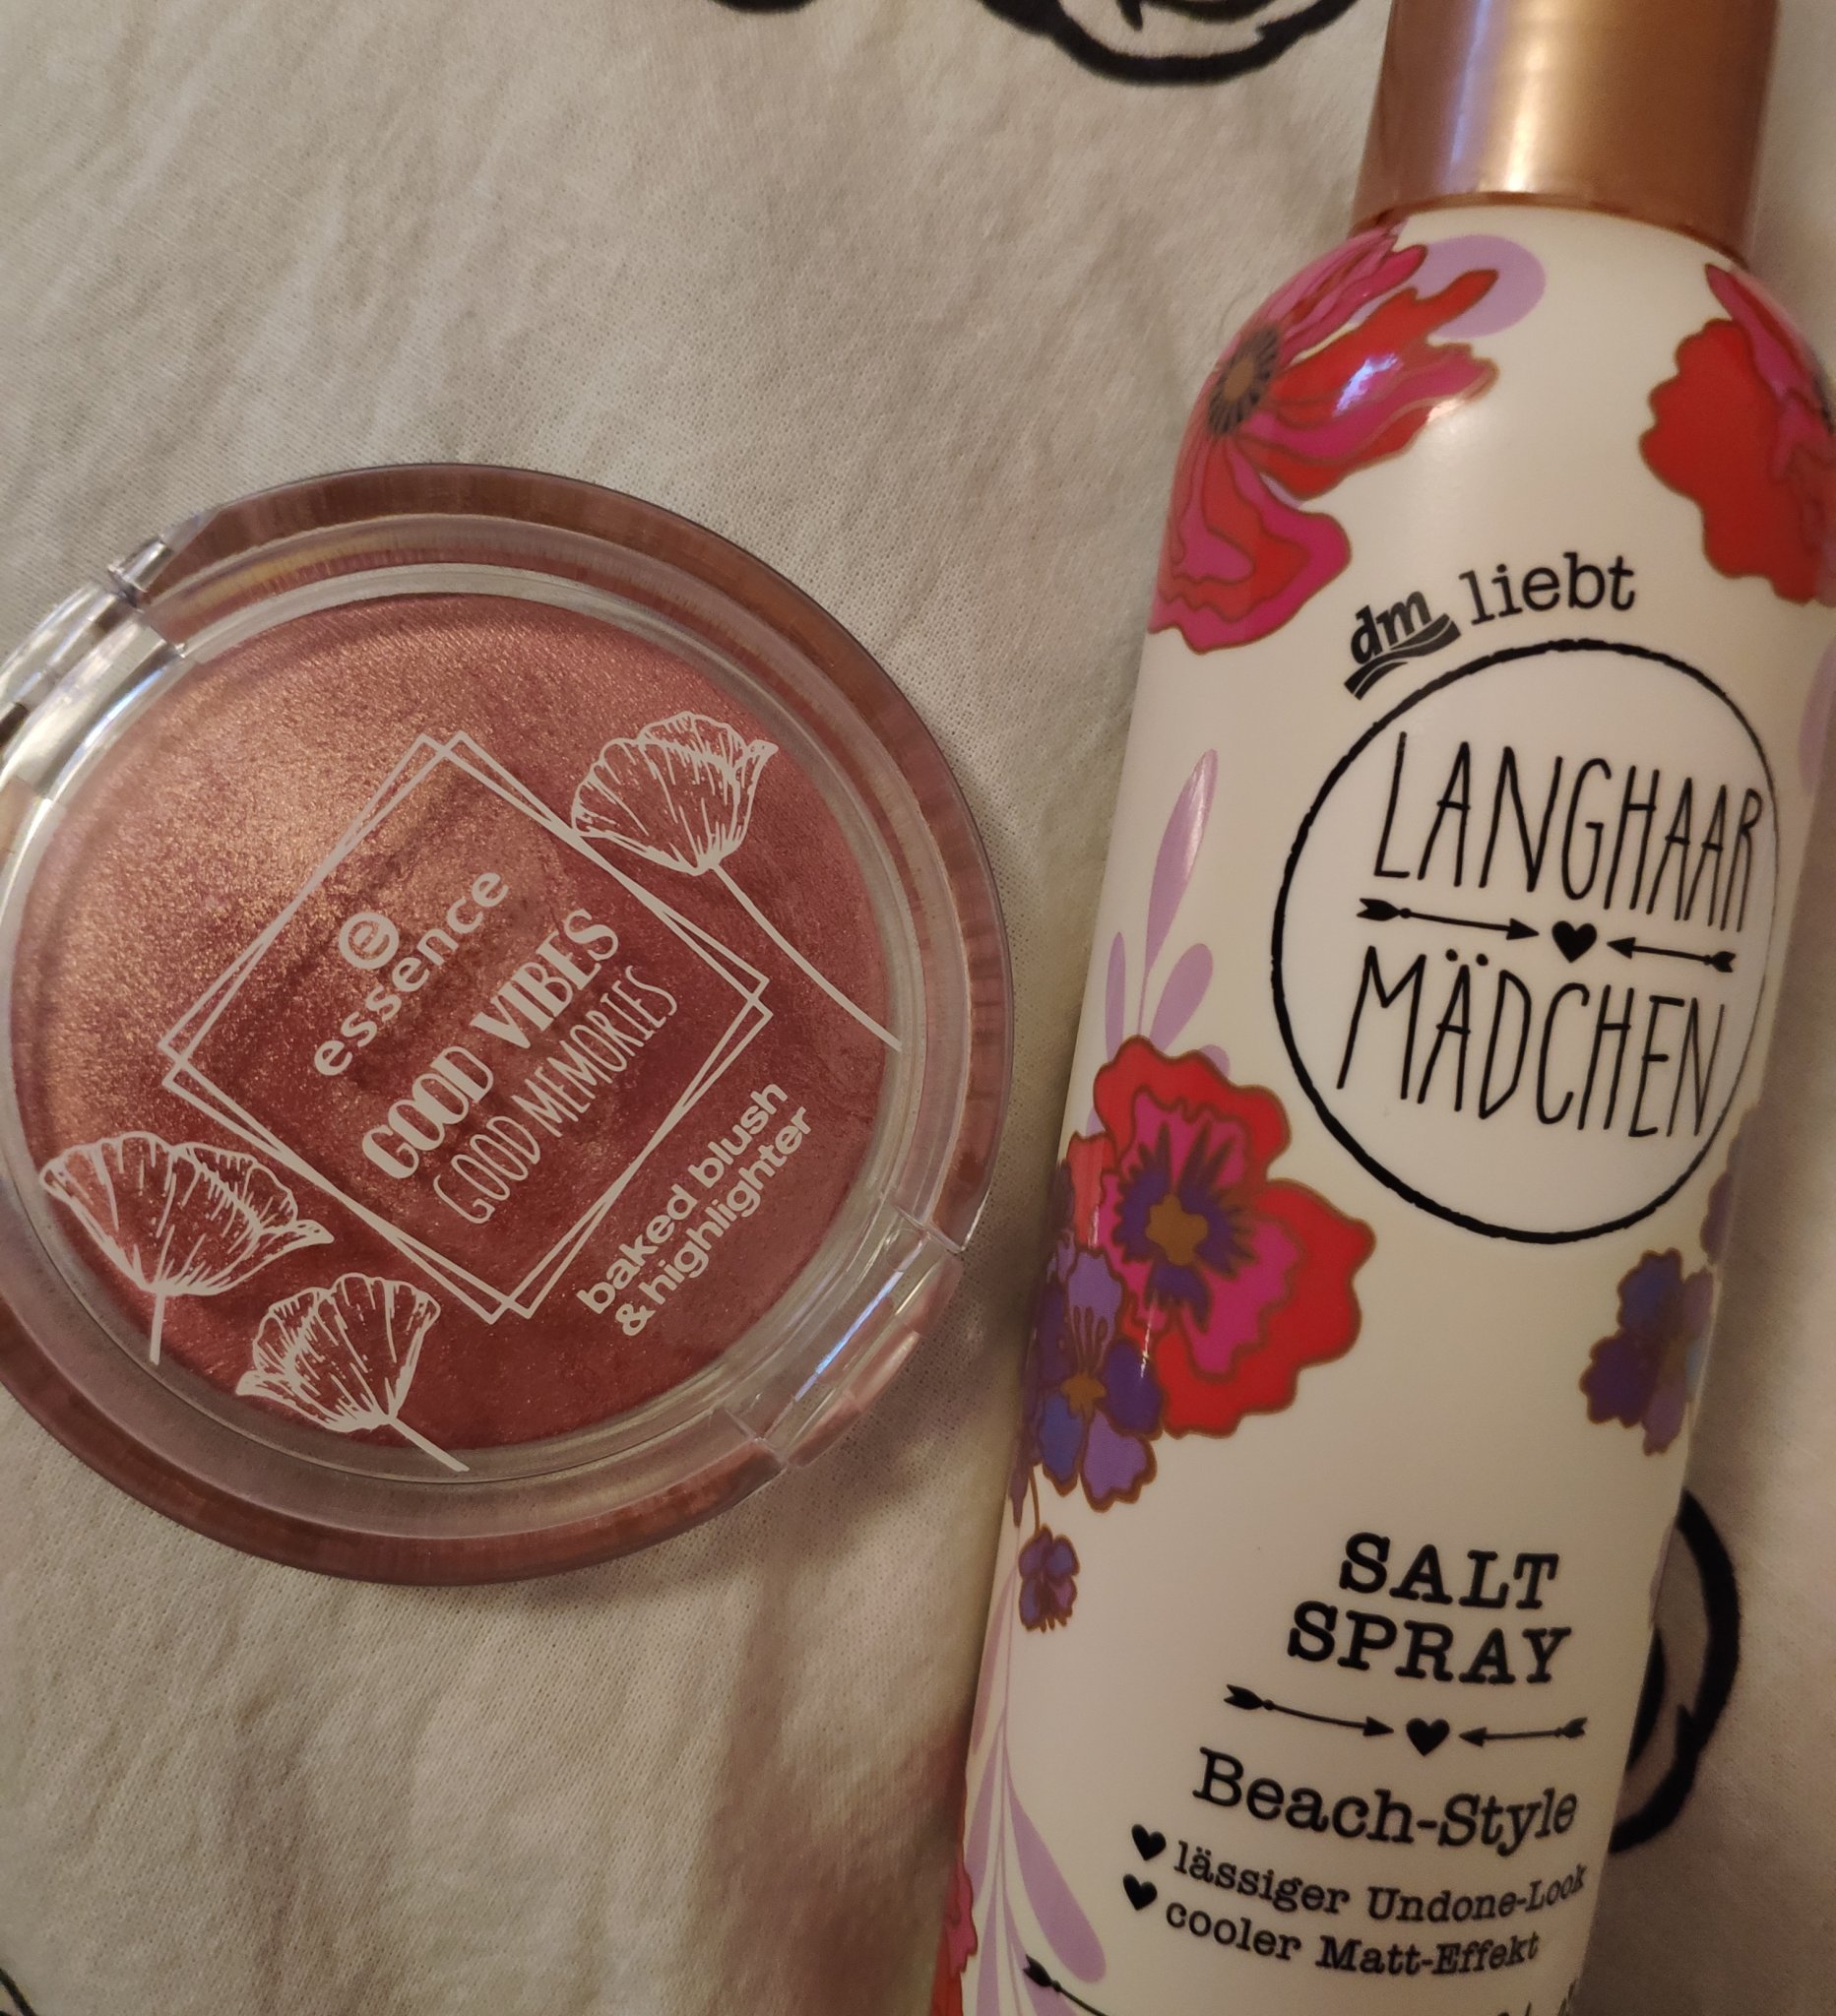 essence
GOOD VIBES
GOOD MEMORIES
baked blush
& highlighter
dm liebt
LANGHAAR
MÄDCHEN
SALT
SPRAY
Beach-Style
lässiger Undone-Look
cooler Matt-Effekt